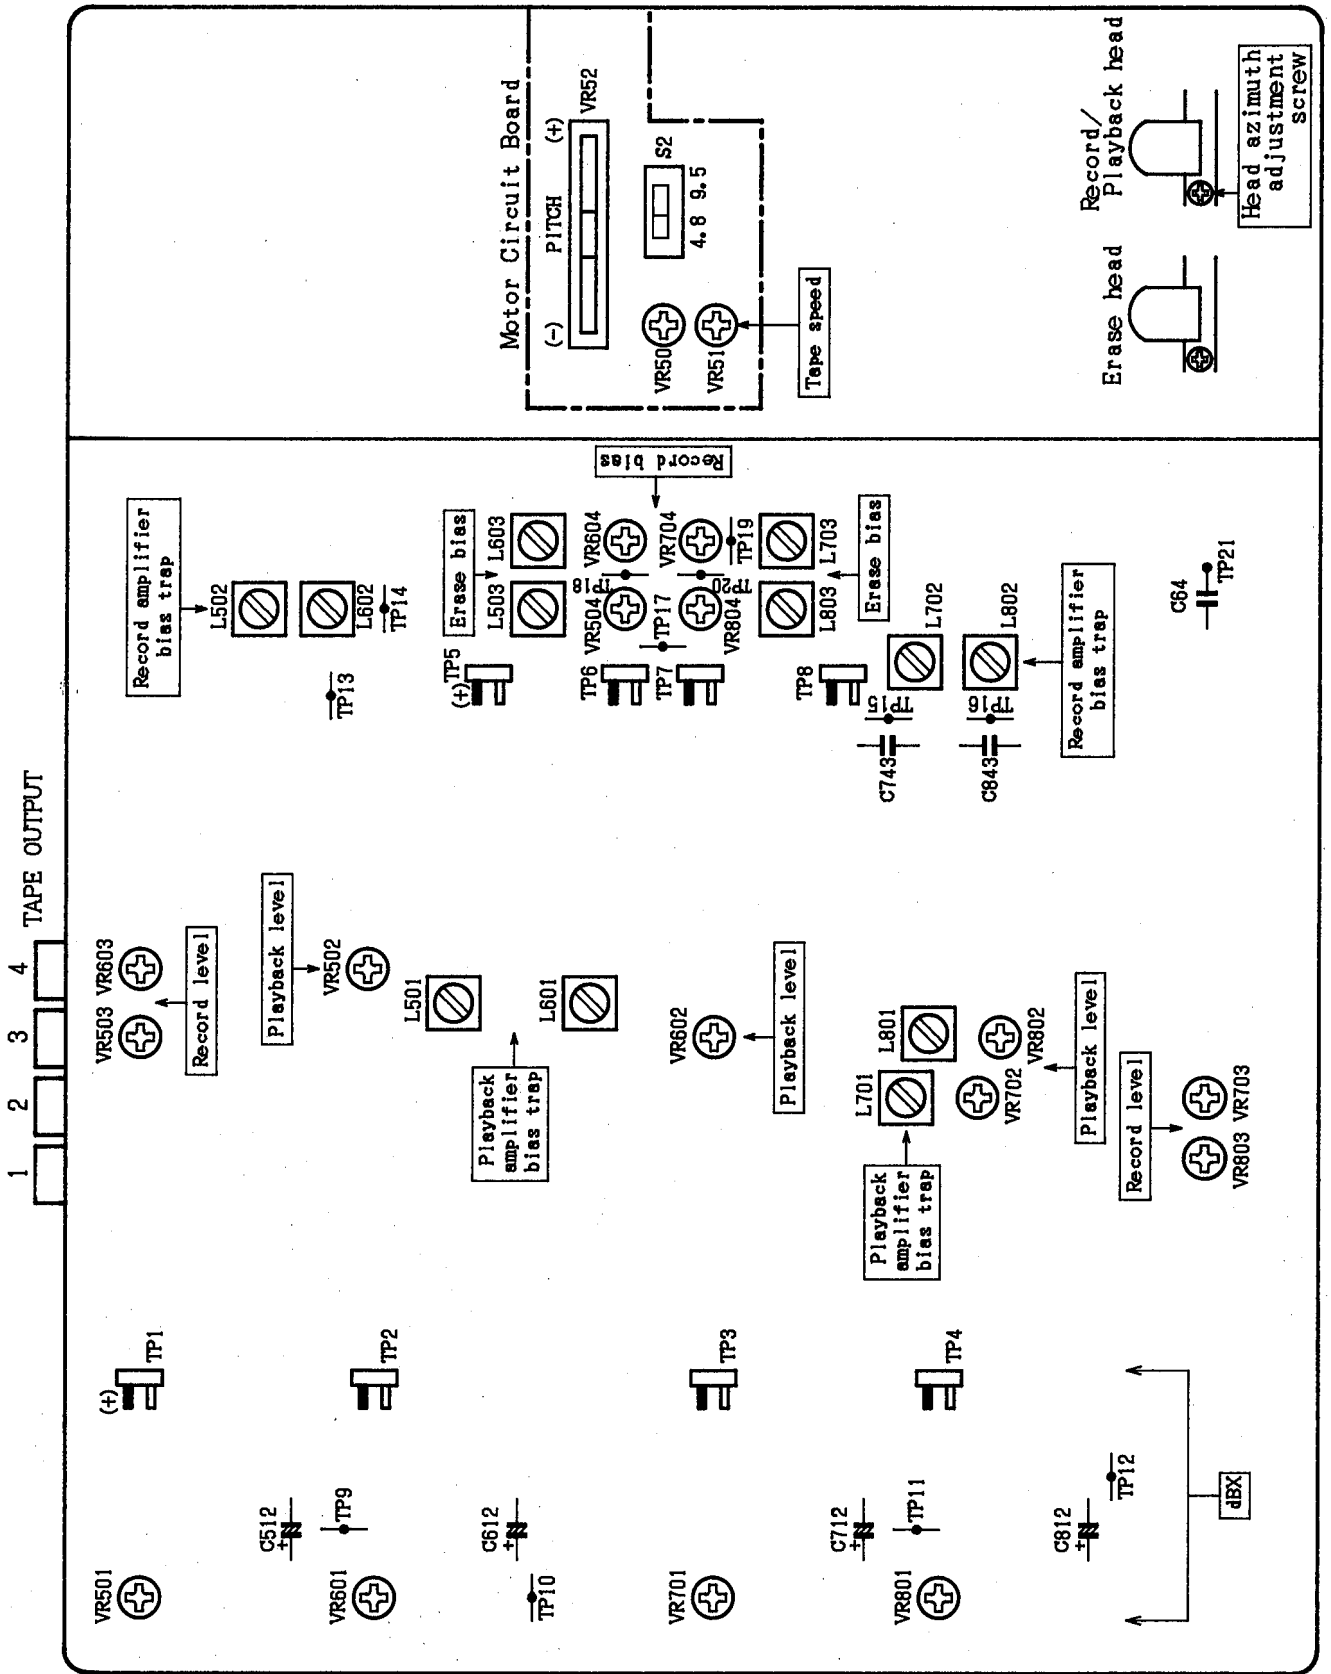 TAPE OUTPUT
1 2 3 4
VR503 VR603
Record level
Playback level
VR502
L501
L601
Playback
amplifier
bias trap
VR602
Playback level
L701
L801
VR702
VR802
Playback level
Playback
amplifier
bias trap
Record level
VR803 VR703
(+)
TP1
TP2
TP3
TP4
VR501
VR601
VR701
VR801
+
C512
TP9
+
C612
TP10
+
C712
TP11
+
C812
TP12
dBX
Record amplifier
bias trap
L502
L602
TP14
TP13
Erase bias
L503 L603
TP5
(+)
TP6
TP7
TP8
VR504 VR604
TP18
TP17
VR804
VR704
TP20
TP19
Record bias
L803 L703
Erase bias
L702
L802
TP15
TP16
C743
C843
Record amplifier
bias trap
C64
TP21
Motor Circuit Board
(-) PITCH (+)
VR52
S2
4.8 9.5
VR50
VR51
Tape speed
Erase head
Record/
Playback head
Head azimuth
adjustment
screw